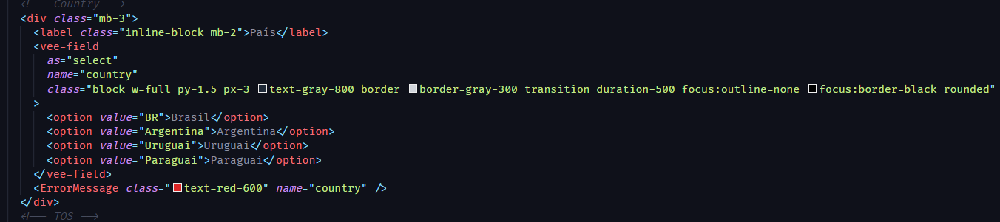 <!-- Country -->
<div class="mb-3">
<label class="inline-block mb-2">País</label>
<vee-field
as="select"
name="country"
class="block w-full py-1.5 px-3 text-gray-800 border border-gray-300 transition duration-500 focus:outline-none focus:border-black rounded"
>
<option value="BR">Brasil</option>
<option value="Argentina">Argentina</option>
<option value="Uruguai">Uruguai</option>
<option value="Paraguai">Paraguai</option>
</vee-field>
<ErrorMessage class="text-red-600" name="country" />
</div>
<!-- TOS -->